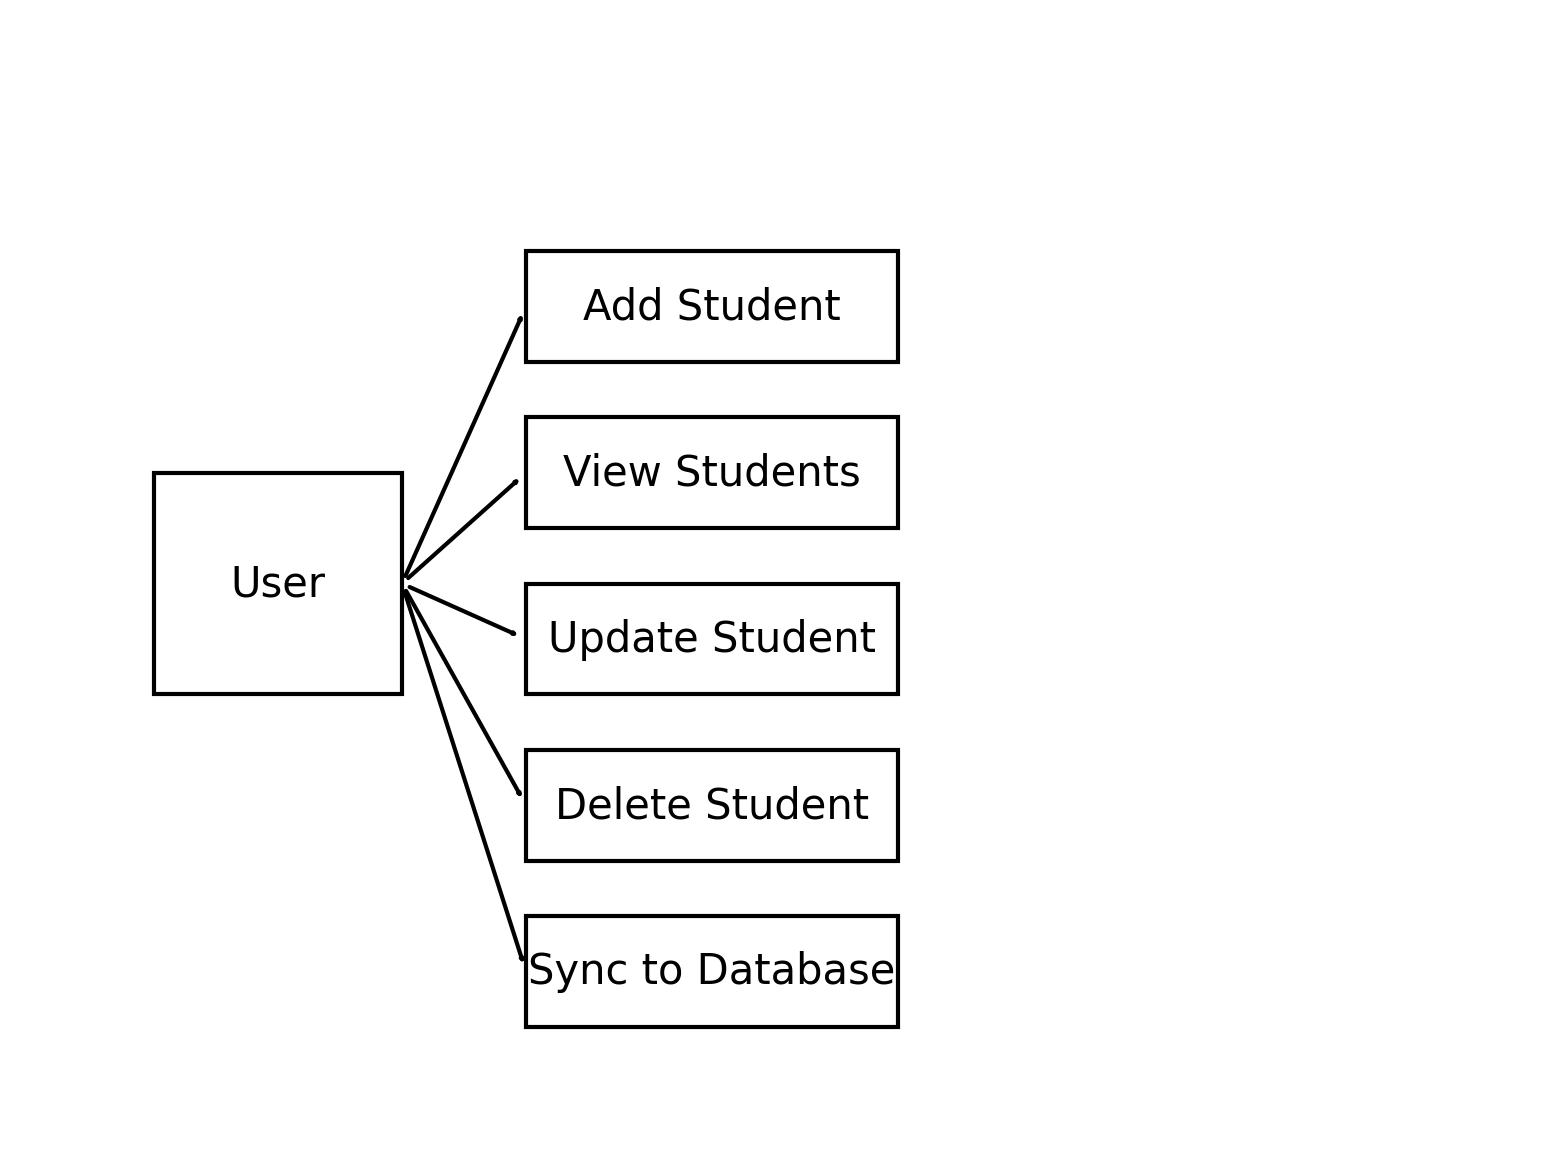 Add Student
View Students
User
Update Student
Delete Student
Sync to Database